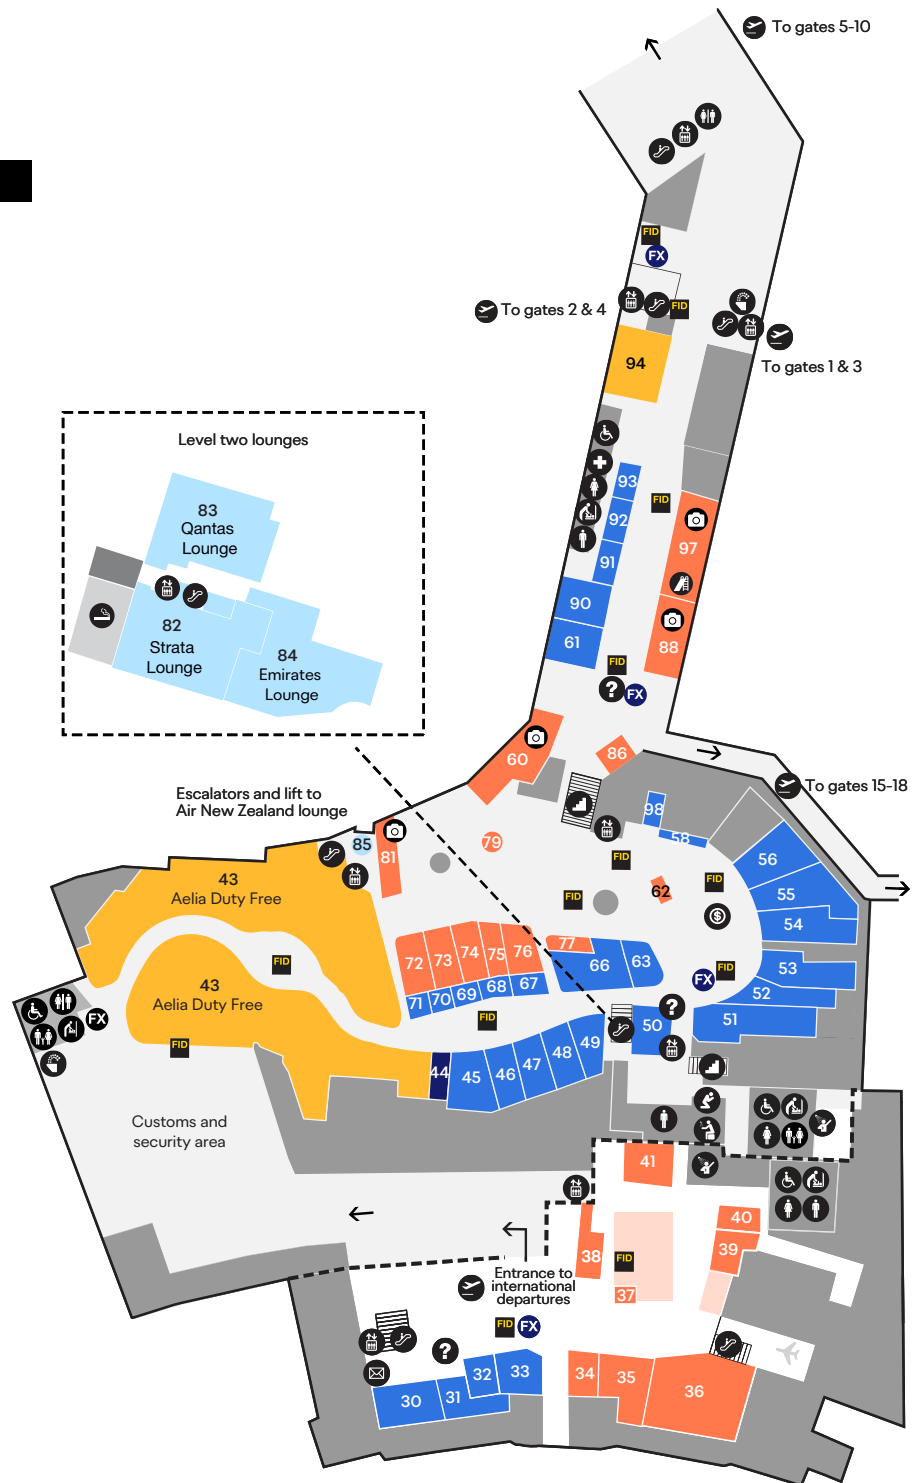 To gates 5-10
FID
FX
To gates 2 & 4
FID
To gates 1 & 3
94
Level two lounges
83
Qantas
Lounge
82
Strata
Lounge
84
Emirates
Lounge
93
FID
92
97
91
90
61
88
FID
?
FX
60
86
To gates 15-18
Escalators and lift to
Air New Zealand lounge
98
58
85
81
79
FID
56
43
Aelia Duty Free
62
FID
55
FID
$
54
72
73
74
75
76
77
66
63
FID
53
FX
FID
43
Aelia Duty Free
71
70
69
68
67
52
?
FX
FID
51
50
FID
44
45
46
47
48
49
Customs and
security area
41
40
39
38
FID
37
Entrance to
international
departures
FID
FX
?
30
31
32
33
34
35
36